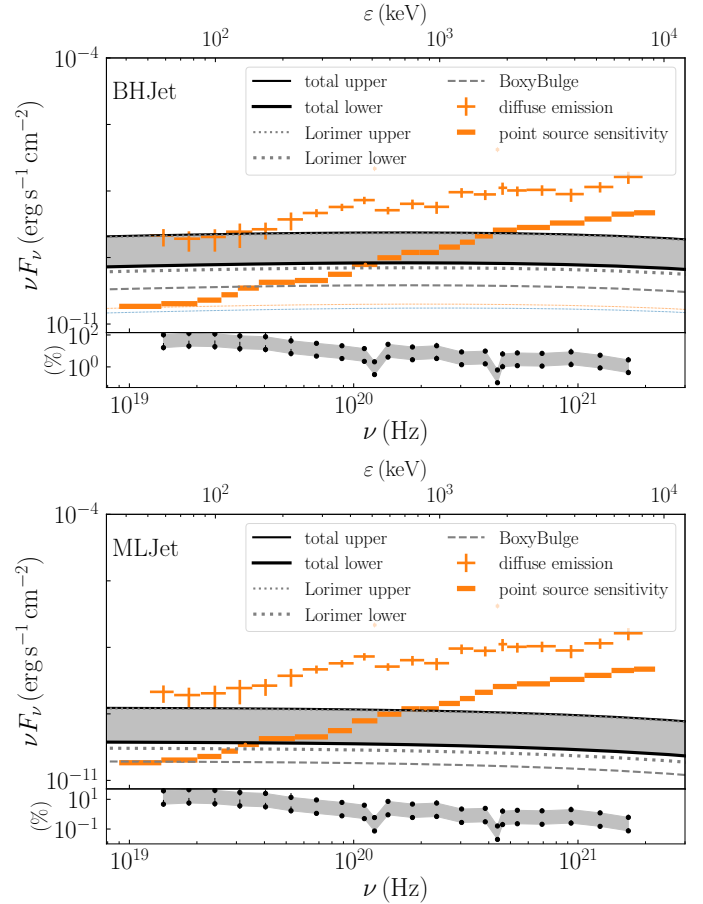 ε (keV)
10² 10³ 10⁴
10⁻⁴
BHJet
total upper
total lower
Lorimer upper
Lorimer lower
BoxyBulge
diffuse emission
point source sensitivity
νFν (erg s⁻¹ cm⁻²)
10⁻¹¹
10²
10⁰
(%)
10¹⁹ 10²⁰ 10²¹
ν (Hz)
ε (keV)
10² 10³ 10⁴
10⁻⁴
MLJet
total upper
total lower
Lorimer upper
Lorimer lower
BoxyBulge
diffuse emission
point source sensitivity
νFν (erg s⁻¹ cm⁻²)
10⁻¹¹
10¹
10⁻¹
(%)
10¹⁹ 10²⁰ 10²¹
ν (Hz)